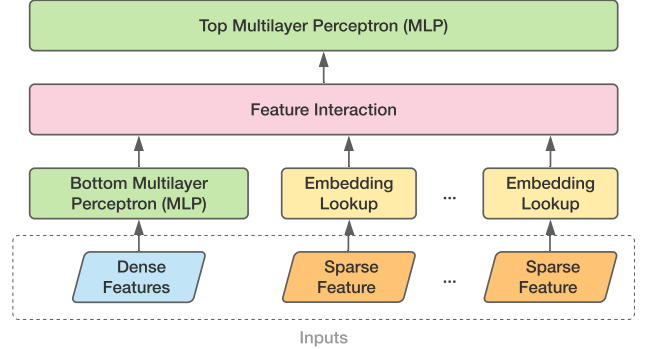 Top Multilayer Perceptron (MLP)
Feature Interaction
Bottom Multilayer
Perceptron (MLP)
Embedding
Lookup
...
Embedding
Lookup
Dense
Features
Sparse
Feature
...
Sparse
Feature
Inputs